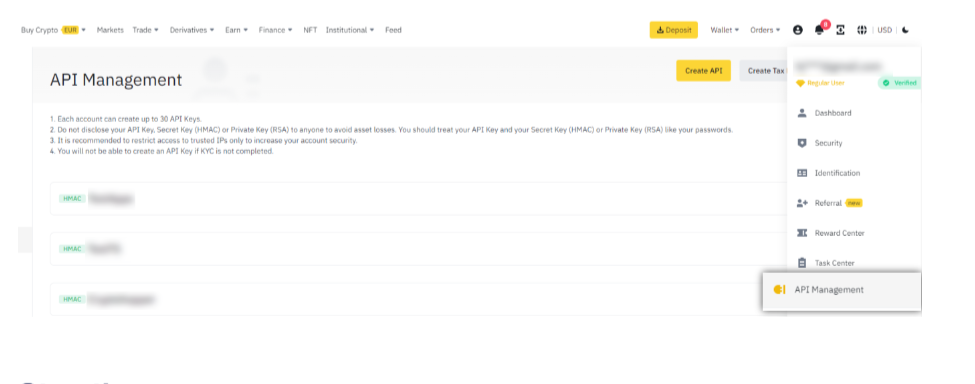 Buy Crypto EUR Markets Trade Derivatives Earn Finance NFT Institutional Feed Deposit Wallet Orders 9 USD
API Management
Create API Create Tax
Regular User Verified
1. Each account can create up to 30 API Keys.
2. Do not disclose your API Key, Secret Key (HMAC) or Private Key (RSA) to anyone to avoid asset losses. You should treat your API Key and your Secret Key (HMAC) or Private Key (RSA) like your passwords.
3. It is recommended to restrict access to trusted IPs only to increase your account security.
4. You will not be able to create an API Key if KYC is not completed.
HMAC
HMAC
HMAC
Dashboard
Security
Identification
Referral new
Reward Center
Task Center
API Management